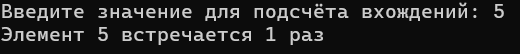 Введите значение для подсчёта вхождений: 5
Элемент 5 встречается 1 раз